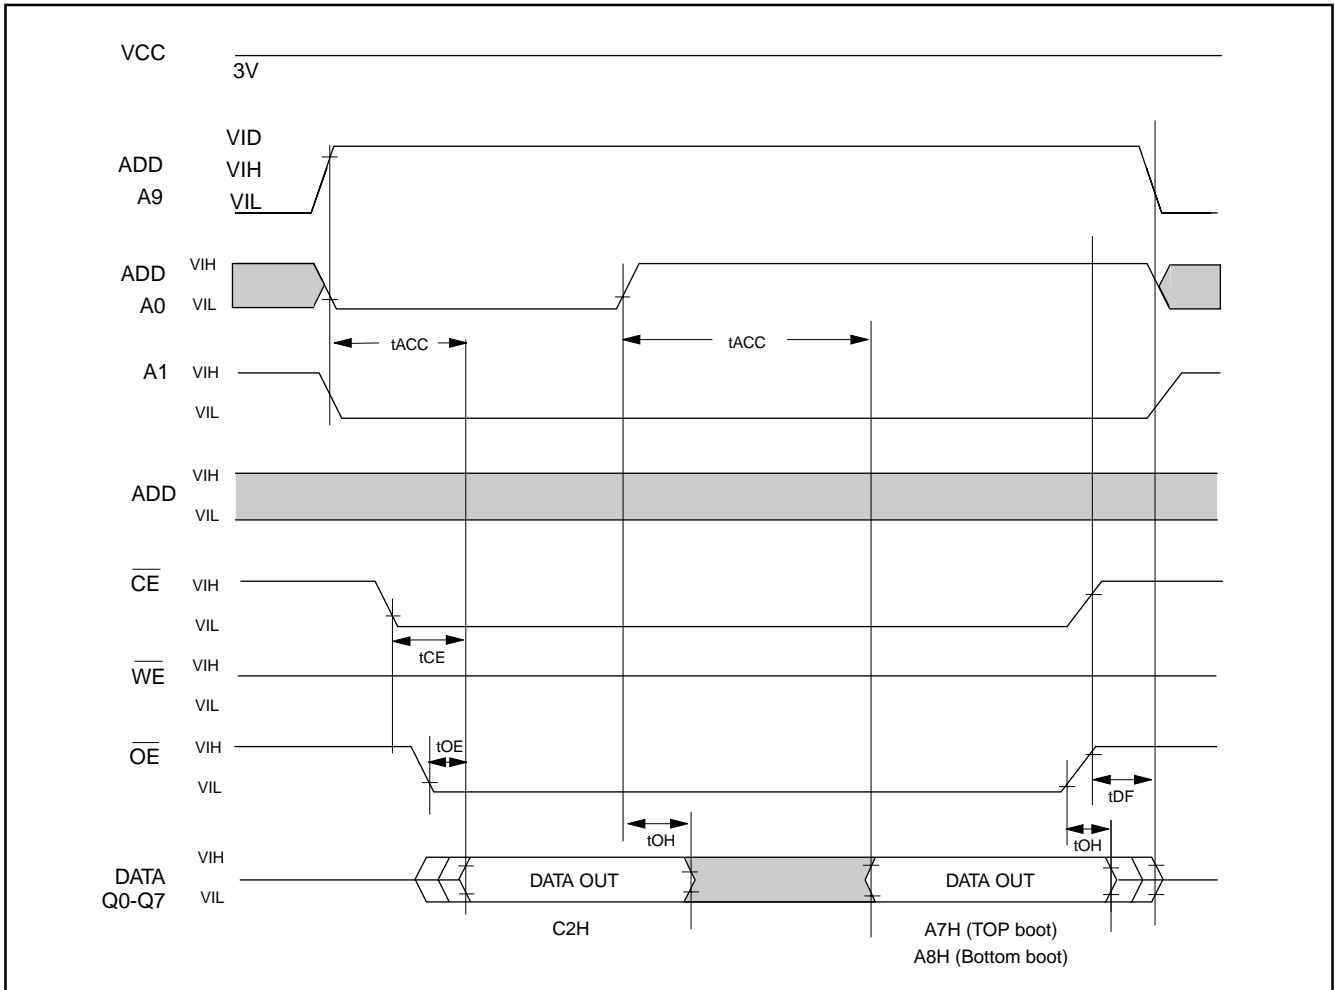 VCC
3V
VID
ADD
VIH
A9
VIL
ADD
VIH
A0
VIL
tACC
tACC
A1
VIH
VIL
ADD
VIH
VIL
CE
VIH
VIL
tCE
WE
VIH
VIL
OE
VIH
tOE
VIL
tDF
tOH
tOH
VIH
DATA
DATA OUT
DATA OUT
Q0-Q7
VIL
C2H
A7H (TOP boot)
A8H (Bottom boot)